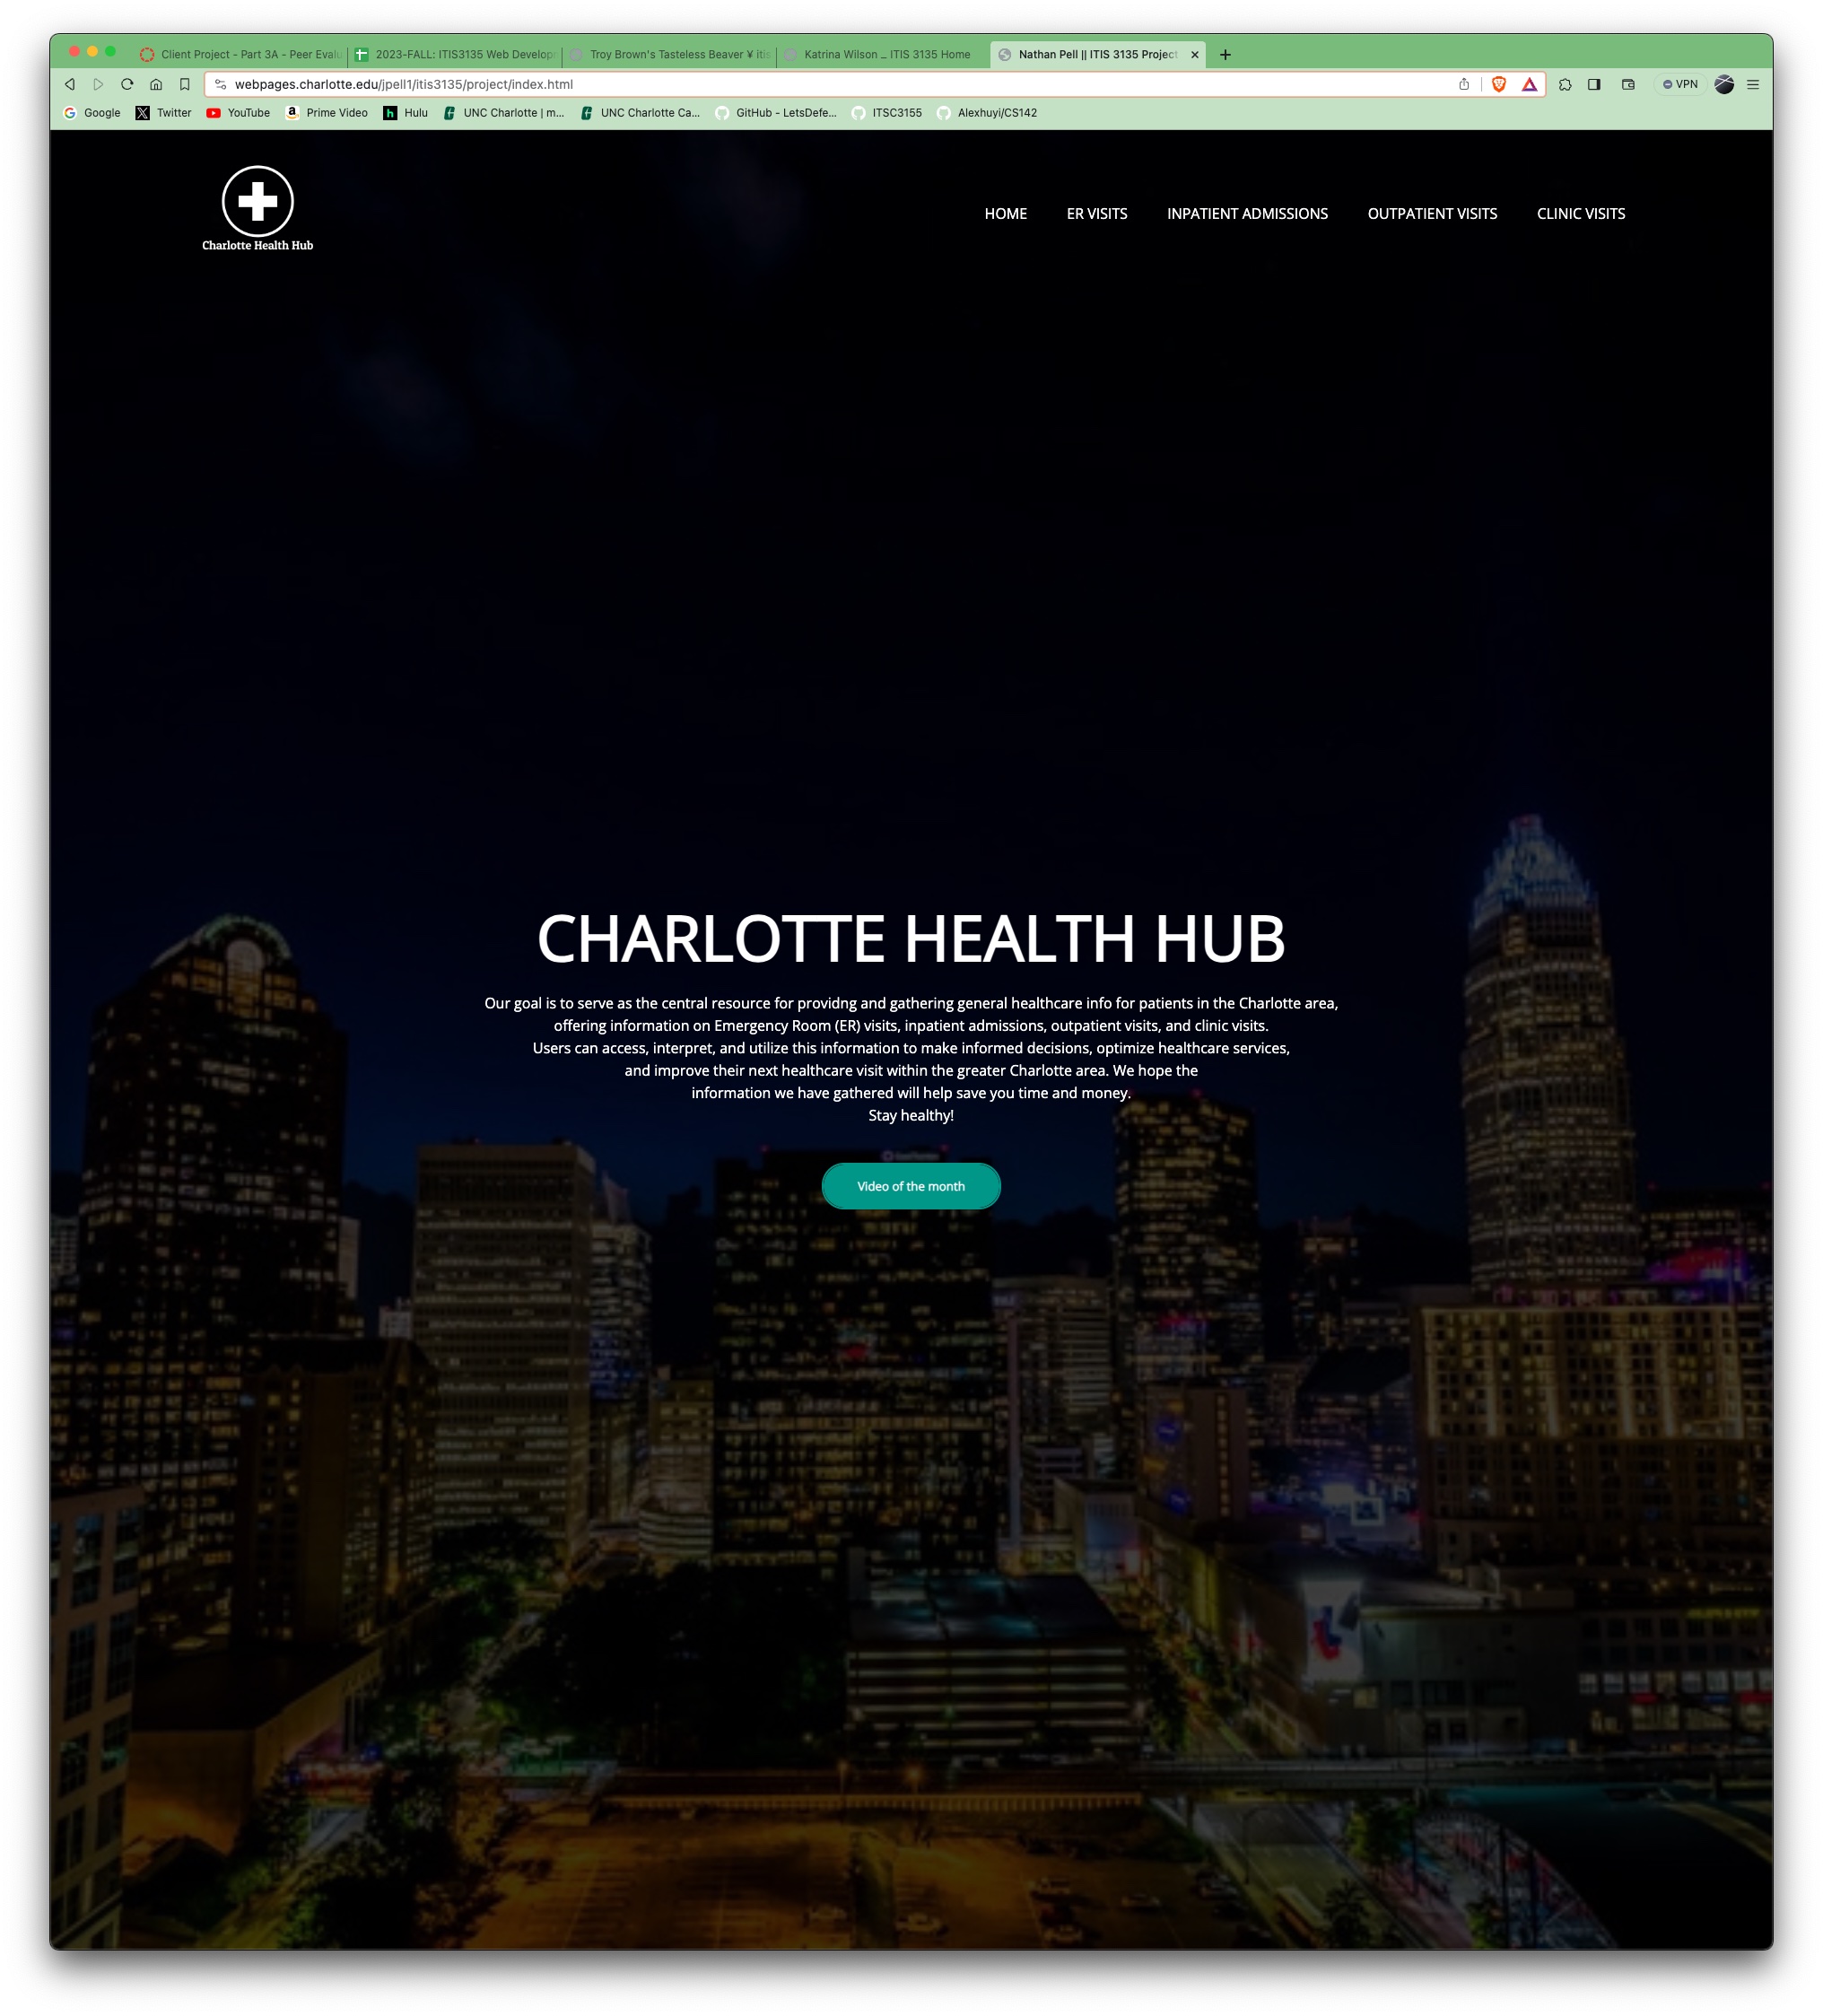 Client Project - Part 3A - Peer Evalu
2023-FALL: ITIS3135 Web Develop
Troy Brown's Tasteless Beaver ¥ itis
Katrina Wilson _ ITIS 3135 Home
Nathan Pell || ITIS 3135 Project
webpages.charlotte.edu/jpell1/itis3135/project/index.html
VPN
Google
Twitter
YouTube
Prime Video
Hulu
UNC Charlotte | m...
UNC Charlotte Ca...
GitHub - LetsDefe...
ITSC3155
Alexhuyi/CS142
Charlotte Health Hub
HOME
ER VISITS
INPATIENT ADMISSIONS
OUTPATIENT VISITS
CLINIC VISITS
CHARLOTTE HEALTH HUB
Our goal is to serve as the central resource for providng and gathering general healthcare info for patients in the Charlotte area,
offering information on Emergency Room (ER) visits, inpatient admissions, outpatient visits, and clinic visits.
Users can access, interpret, and utilize this information to make informed decisions, optimize healthcare services,
and improve their next healthcare visit within the greater Charlotte area. We hope the
information we have gathered will help save you time and money.
Stay healthy!
Video of the month